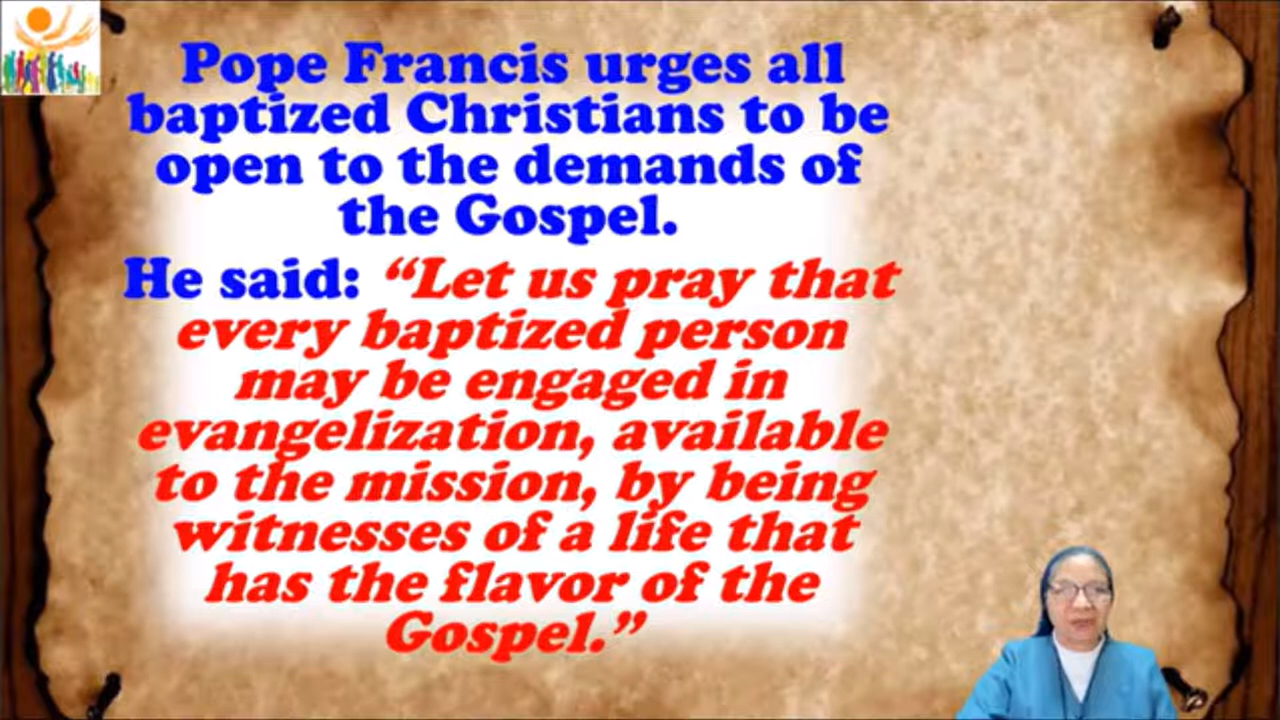 Pope Francis urges all
baptized Christians to be
open to the demands of
the Gospel.
He said: “Let us pray that
every baptized person
may be engaged in
evangelization, available
to the mission, by being
witnesses of a life that
has the flavor of the
Gospel.”